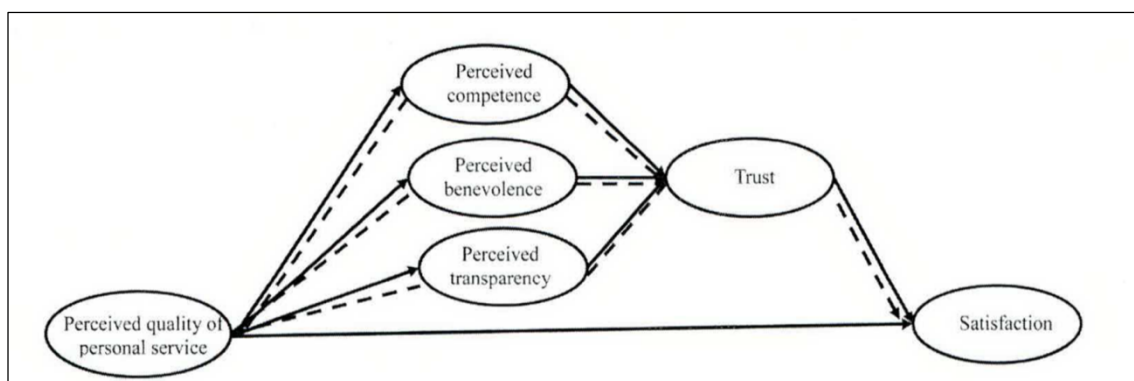 Perceived
competence
Perceived
benevolence
Trust
Perceived
transparency
Perceived quality of
personal service
Satisfaction